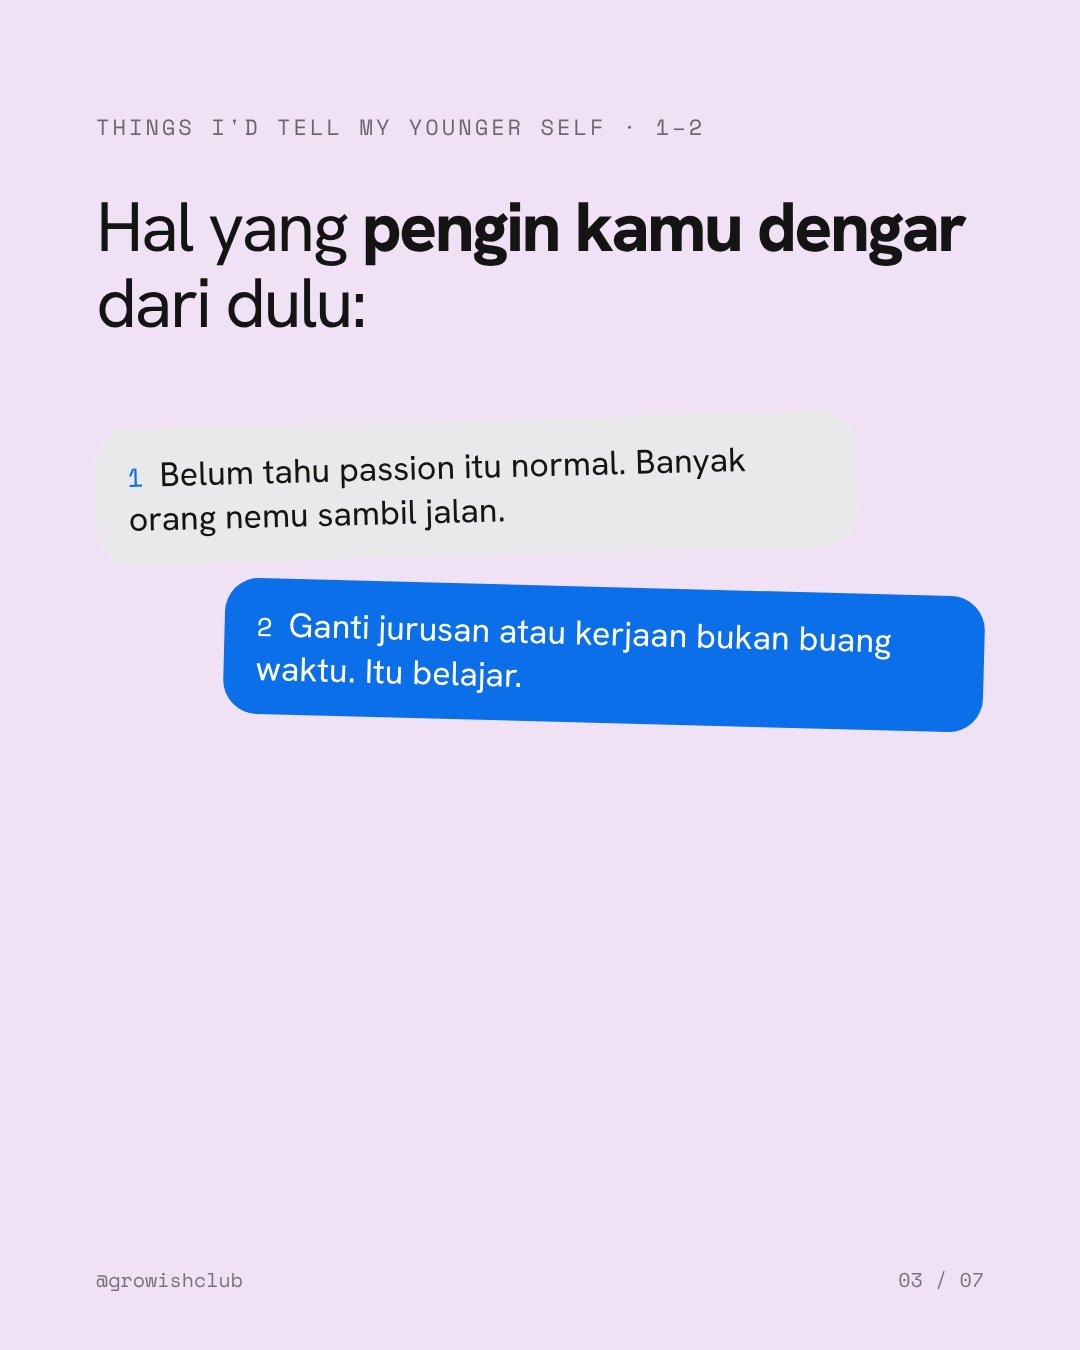 THINGS I'D TELL MY YOUNGER SELF · 1–2
Hal yang pengin kamu dengar
dari dulu:
1 Belum tahu passion itu normal. Banyak
orang nemu sambil jalan.
2 Ganti jurusan atau kerjaan bukan buang
waktu. Itu belajar.
@growishclub
03 / 07